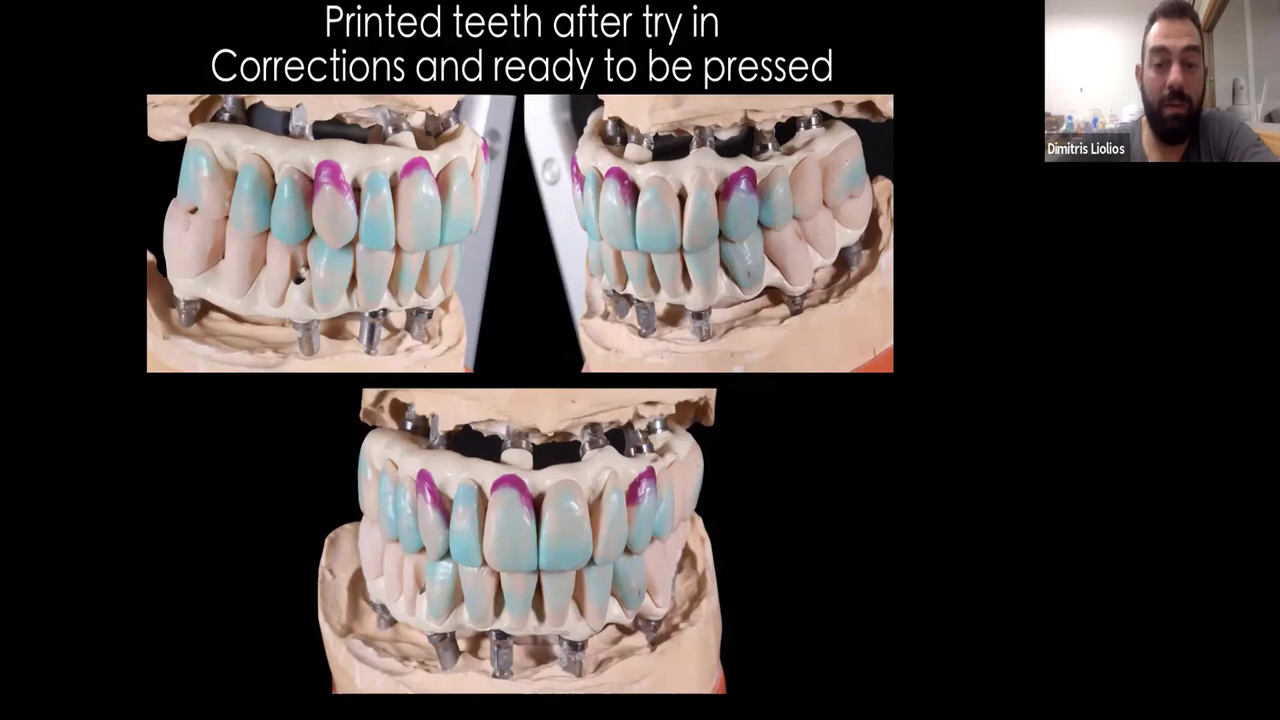 Printed teeth after try in
Corrections and ready to be pressed
Dimitris Liolios